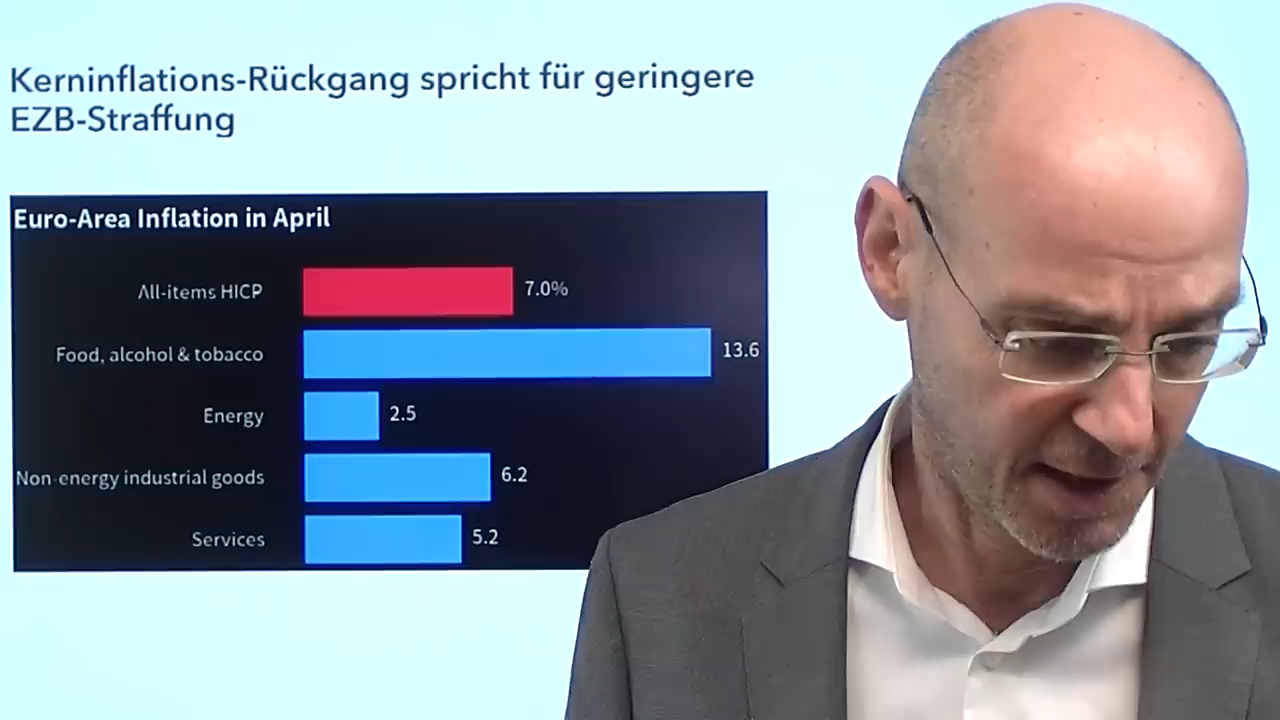 Kerninflations-Rückgang spricht für geringere
EZB-Straffung
Euro-Area Inflation in April
All-items HICP 7.0%
Food, alcohol & tobacco 13.6
Energy 2.5
Non-energy industrial goods 6.2
Services 5.2